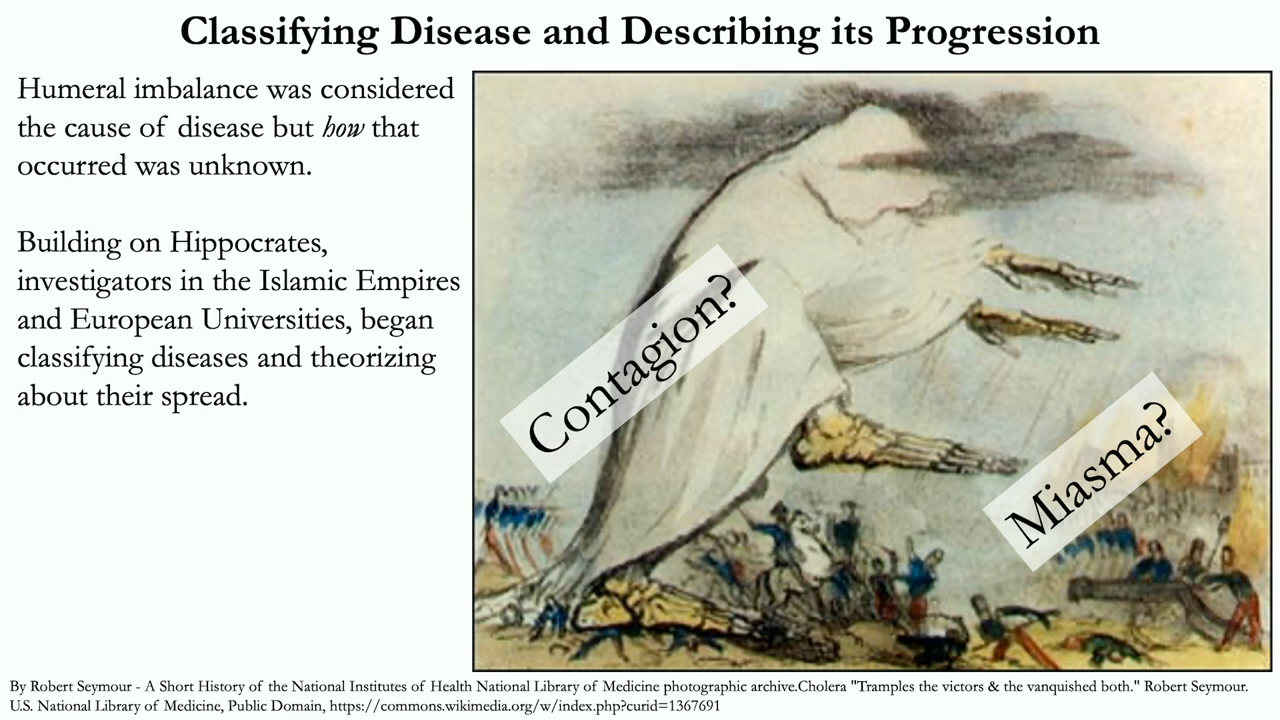 Classifying Disease and Describing its Progression
Humeral imbalance was considered
the cause of disease but how that
occurred was unknown.
Building on Hippocrates,
investigators in the Islamic Empires
and European Universities, began
classifying diseases and theorizing
about their spread.
Contagion?
Miasma?
By Robert Seymour - A Short History of the National Institutes of Health National Library of Medicine photographic archive.Cholera "Tramples the victors & the vanquished both." Robert Seymour.
U.S. National Library of Medicine, Public Domain, https://commons.wikimedia.org/w/index.php?curid=1367691